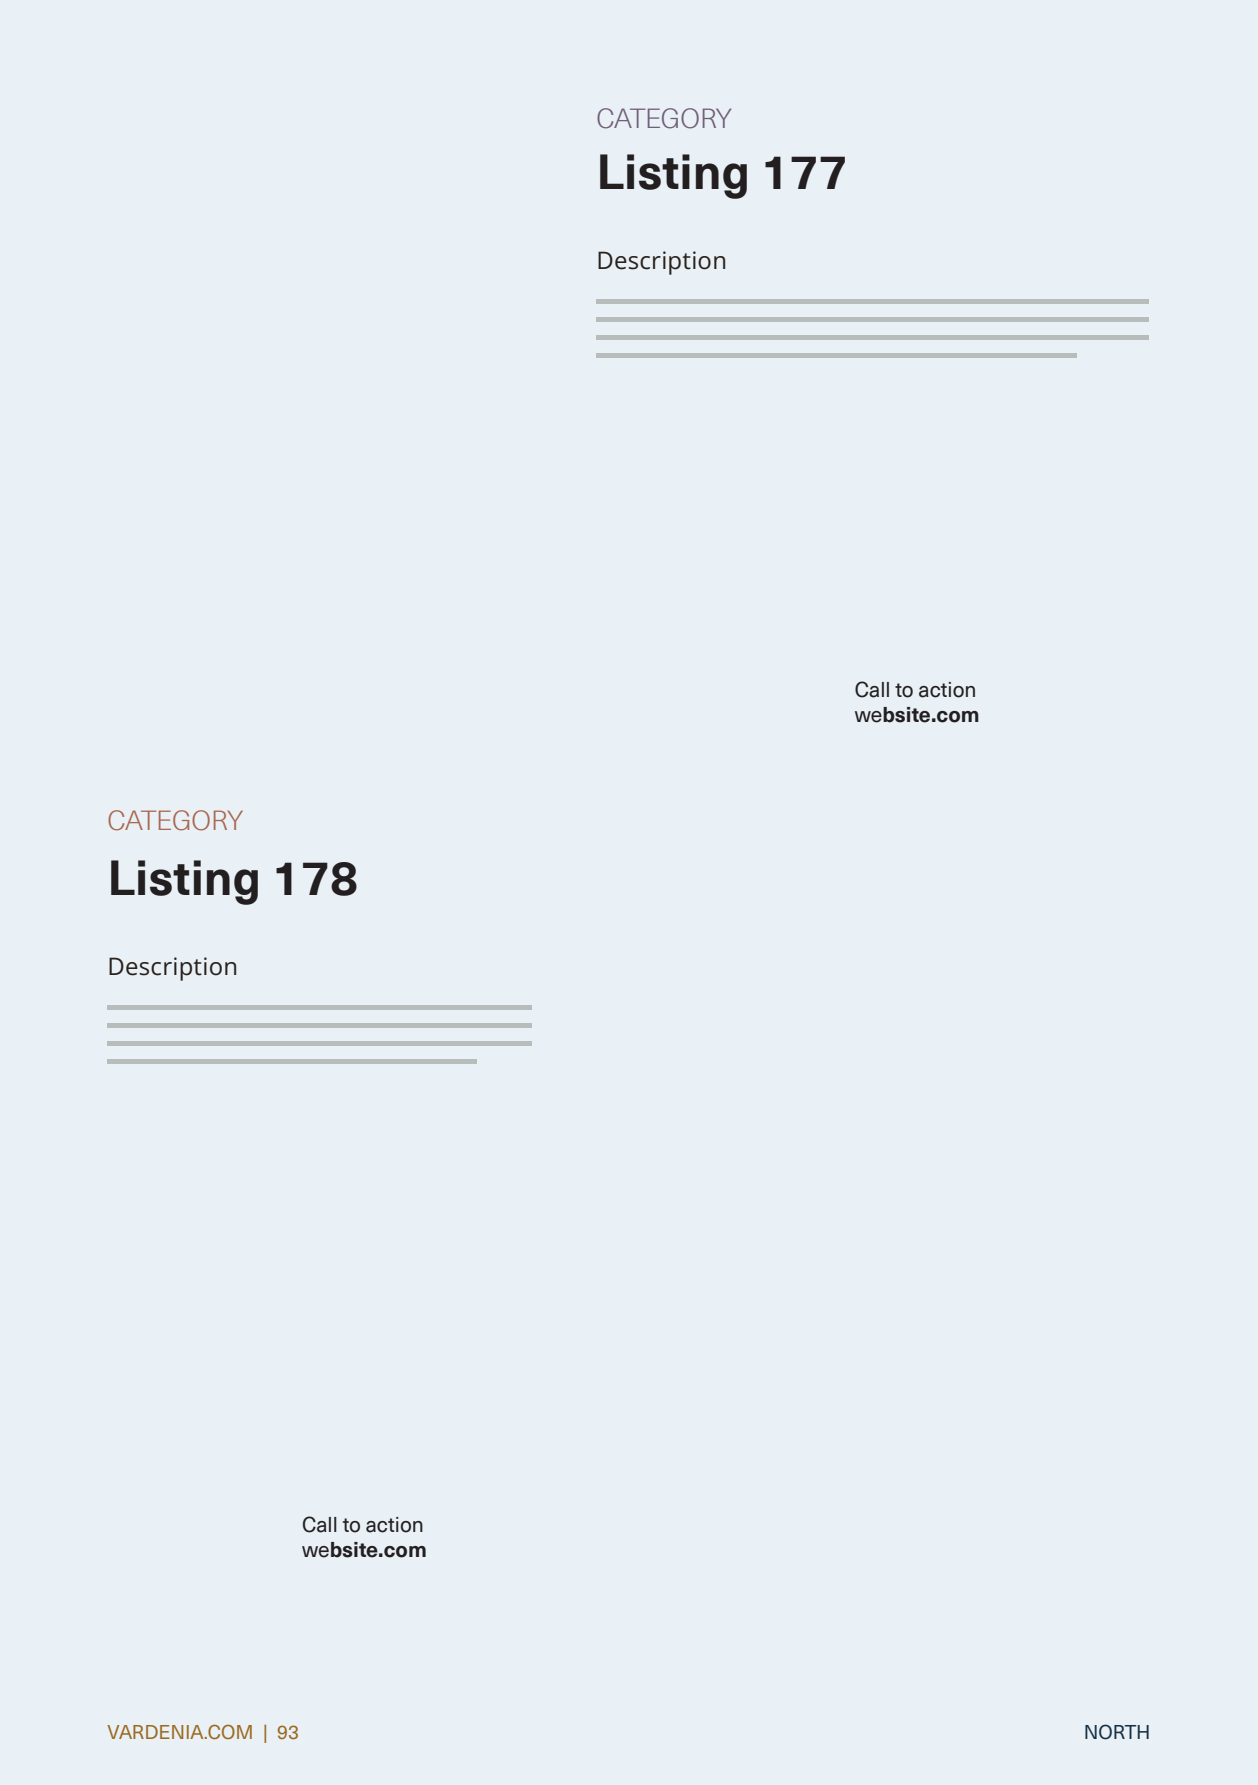 CATEGORY
Listing 177
Description
Call to action
website.com
CATEGORY
Listing 178
Description
Call to action
website.com
VARDENIA.COM | 93
NORTH